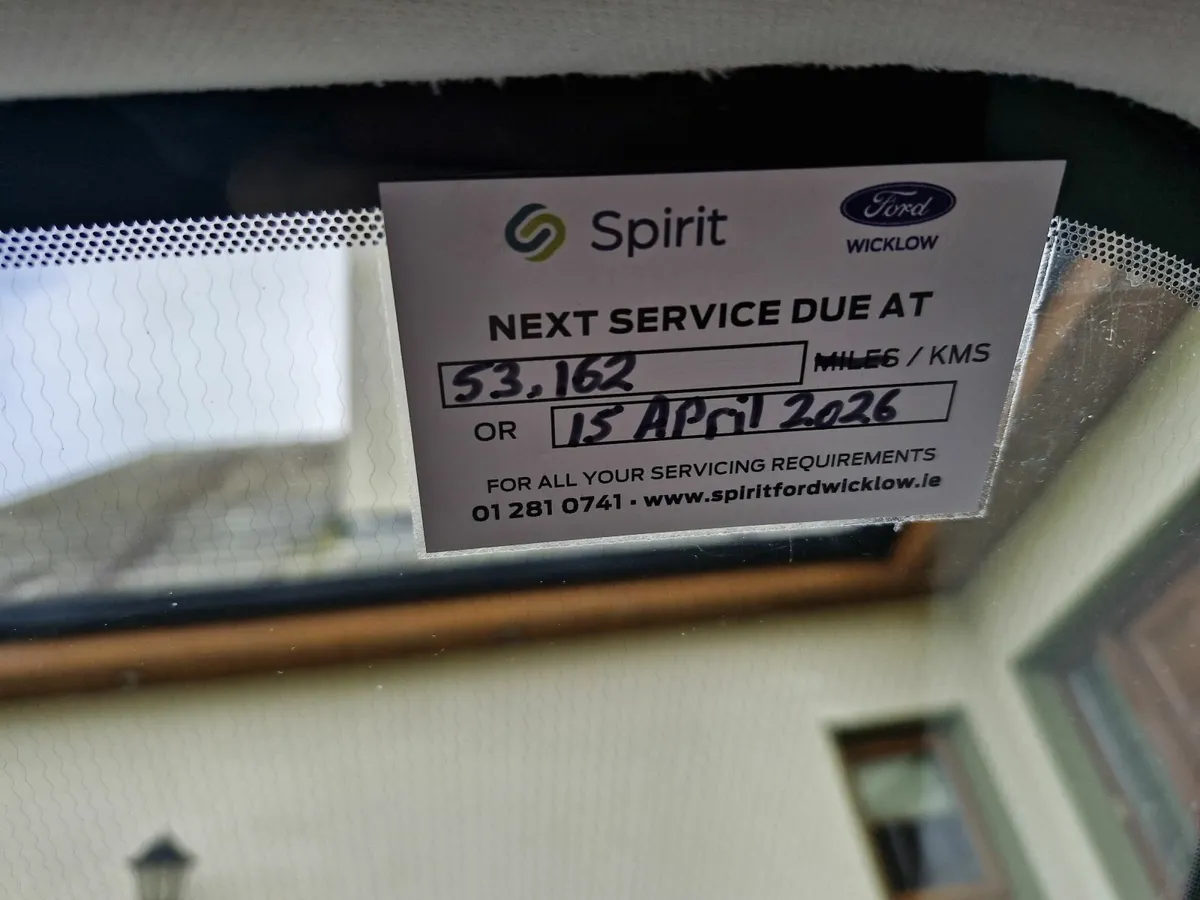 Spirit
Ford
WICKLOW
NEXT SERVICE DUE AT
53,162 MILES / KMS
OR 15 APril 2026
FOR ALL YOUR SERVICING REQUIREMENTS
01 281 0741 · www.spiritfordwicklow.ie